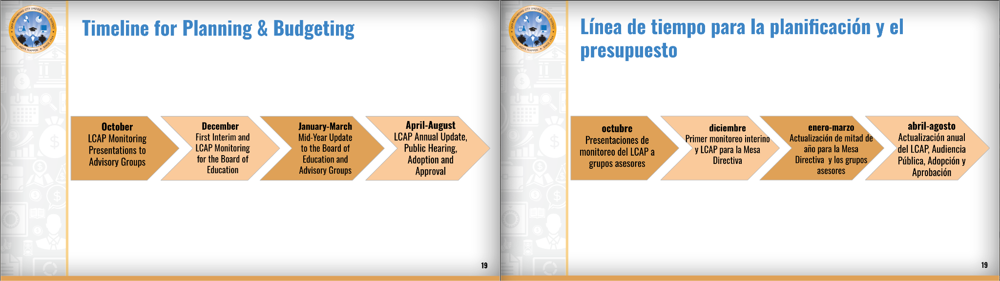 SAN BERNARDINO CITY UNIFIED SCHOOL DISTRICT
MAKING HOPE HAPPEN • SINCE 1964
Timeline for Planning & Budgeting
October
LCAP Monitoring
Presentations to
Advisory Groups
December
First Interim and
LCAP Monitoring
for the Board of
Education
January-March
Mid-Year Update
to the Board of
Education and
Advisory Groups
April-August
LCAP Annual Update,
Public Hearing,
Adoption and
Approval
19
SAN BERNARDINO CITY UNIFIED SCHOOL DISTRICT
MAKING HOPE HAPPEN • SINCE 1964
Línea de tiempo para la planificación y el
presupuesto
octubre
Presentaciones de
monitoreo del LCAP a
grupos asesores
diciembre
Primer monitoreo interino
y LCAP para la Mesa
Directiva
enero-marzo
Actualización de mitad de
año para la Mesa
Directiva  y los grupos
asesores
abril-agosto
Actualización anual
del LCAP, Audiencia
Pública, Adopción y
Aprobación
19